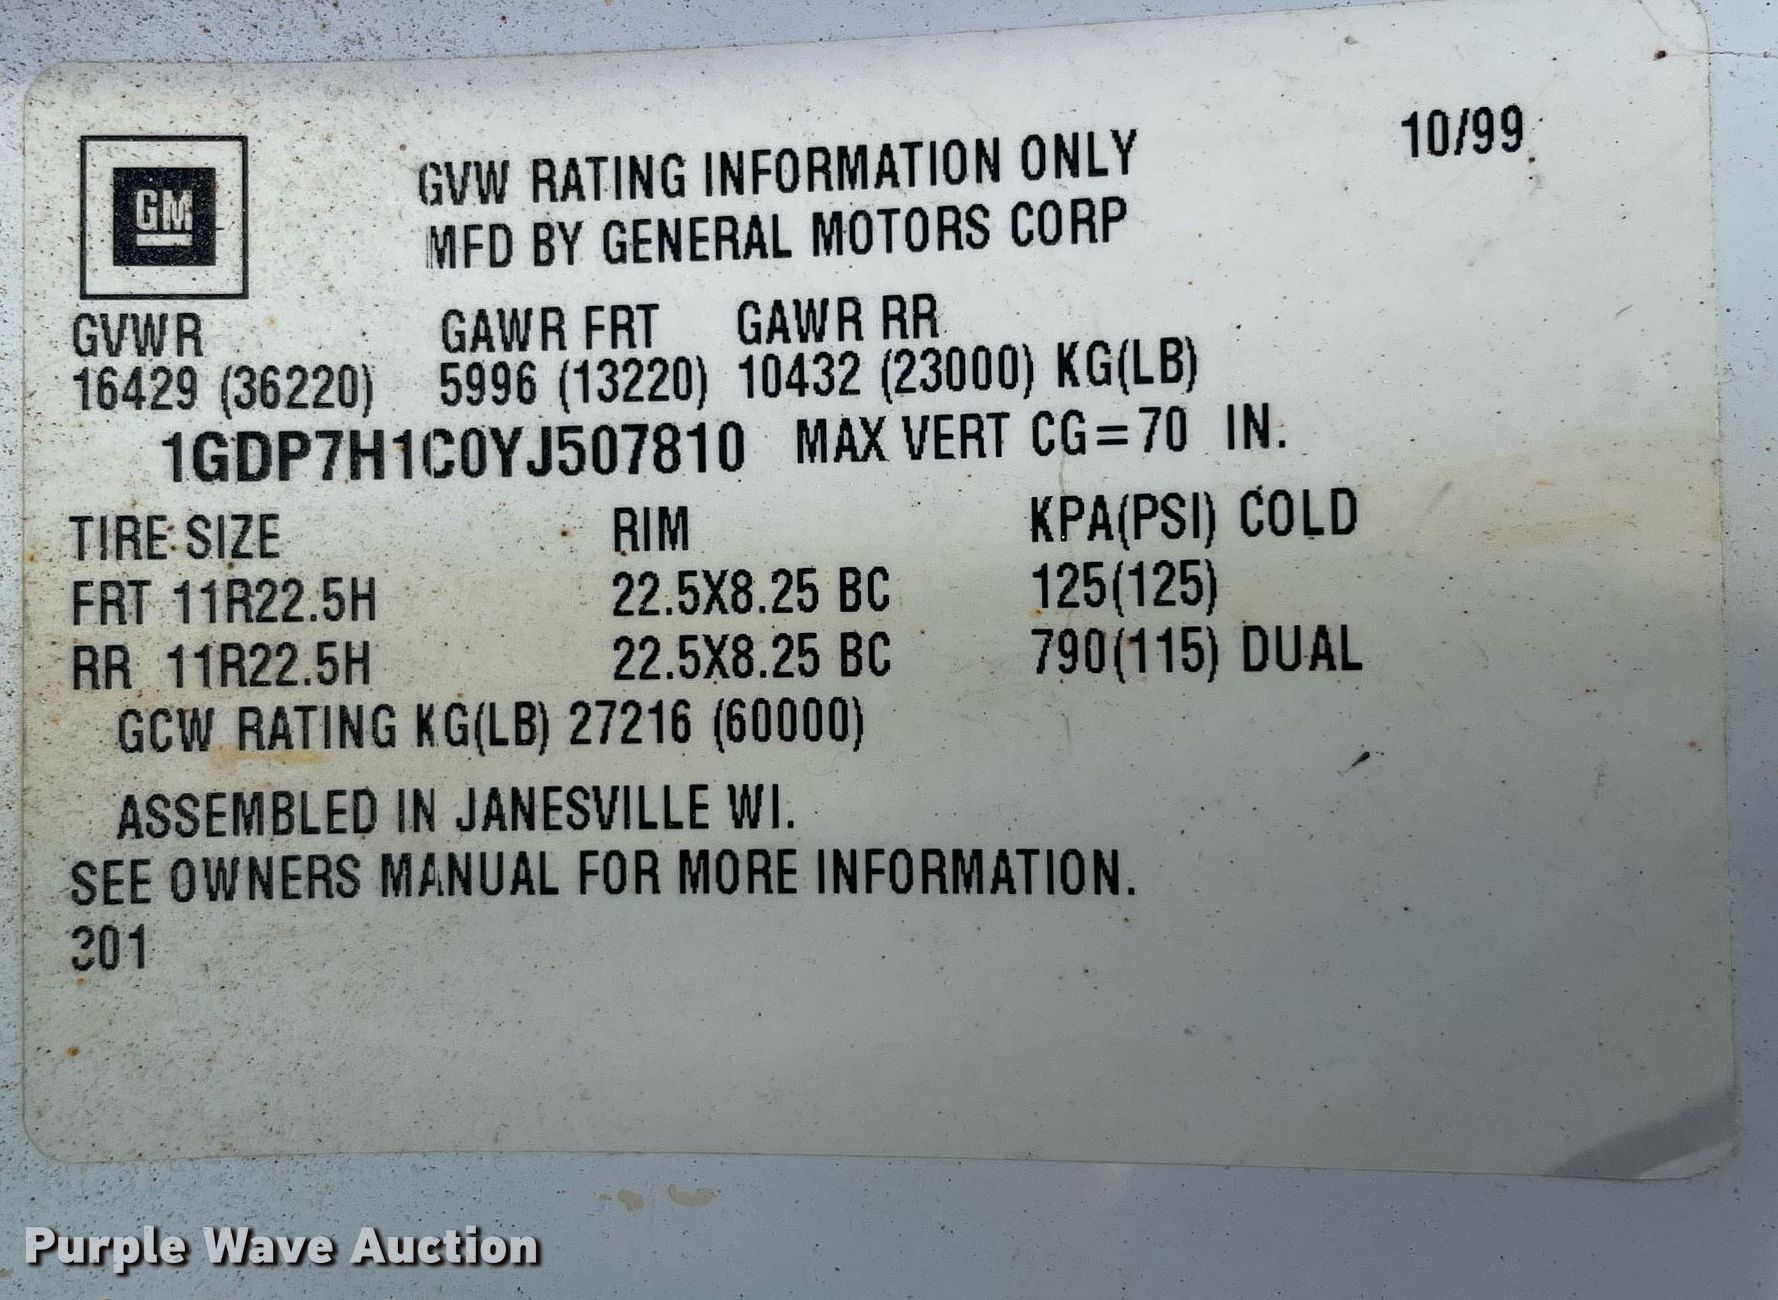 GM
GVW RATING INFORMATION ONLY 10/99
MFD BY GENERAL MOTORS CORP
GVWR GAWR FRT GAWR RR
16429 (36220) 5996 (13220) 10432 (23000) KG(LB)
1GDP7H1C0YJ507810 MAX VERT CG=70 IN.
TIRE SIZE RIM KPA(PSI) COLD
FRT 11R22.5H 22.5X8.25 BC 125(125)
RR 11R22.5H 22.5X8.25 BC 790(115) DUAL
GCW RATING KG(LB) 27216 (60000)
ASSEMBLED IN JANESVILLE WI.
SEE OWNERS MANUAL FOR MORE INFORMATION.
301
Purple Wave Auction